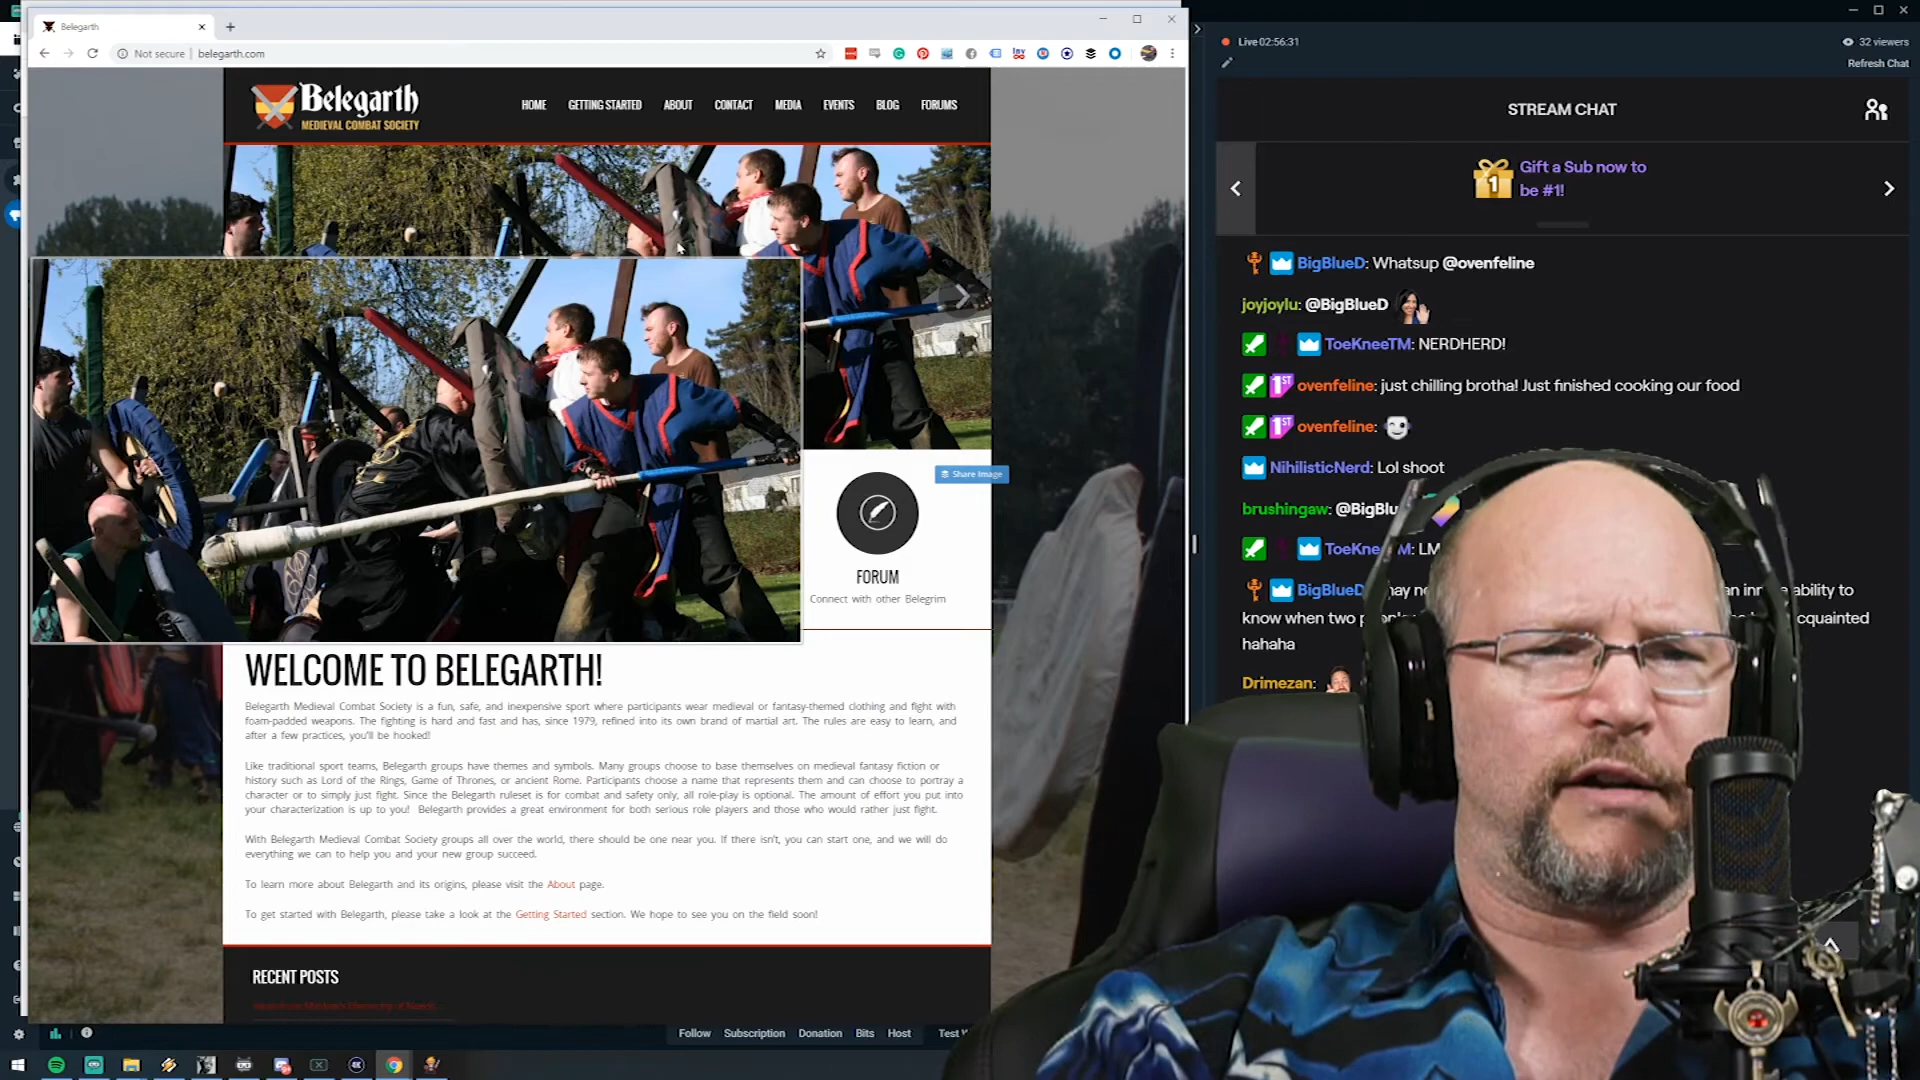 Belegarth
Live 02:56:31
32 viewers
Not secure
belegarth.com
Refresh Chat
Belegarth
MEDIEVAL COMBAT SOCIETY
HOME GETTING STARTED ABOUT CONTACT MEDIA EVENTS BLOG FORUMS
STREAM CHAT
Gift a Sub now to
be #1!
1
BigBlueD: Whatsup @ovenfeline
joyjoylu: @BigBlueD
ToeKneeTM: NERDHERD!
1ST ovenfeline: just chilling brotha! Just finished cooking our food
1ST ovenfeline:
NihilisticNerd: Lol shoot
brushingaw: @BigBlu
ToeKne M: LM
BigBlueD ability to
know when two cquainted
hahaha
Drimezan:
Share Image
FORUM
Connect with other Belegrim
WELCOME TO BELEGARTH!
Belegarth Medieval Combat Society is a fun, safe, and inexpensive sport where participants wear medieval or fantasy-themed clothing and fight with
foam-padded weapons. The fighting is hard and fast and has, since 1979, refined into its own brand of martial art. The rules are easy to learn, and
after a few practices, you'll be hooked!
Like traditional sport teams, Belegarth groups have themes and symbols. Many groups choose to base themselves on medieval fantasy fiction or
history such as Lord of the Rings, Game of Thrones, or ancient Rome. Participants choose a name that represents them and can choose to portray a
character or to simply just fight. Since the Belegarth ruleset is for combat and safety only, all role-play is optional. The amount of effort you put into
your characterization is up to you! Belegarth provides a great environment for both serious role players and those who would rather just fight.
With Belegarth Medieval Combat Society groups all over the world, there should be one near you. If there isn't, you can start one, and we will do
everything we can to help you and your new group succeed.
To learn more about Belegarth and its origins, please visit the About page.
To get started with Belegarth, please take a look at the Getting Started section. We hope to see you on the field soon!
RECENT POSTS
Follow Subscription Donation Bits Host Test